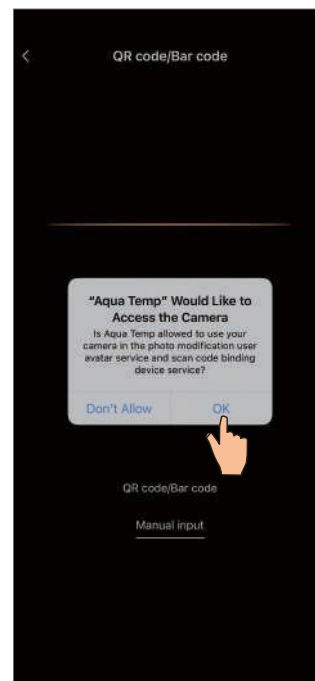 QR code/Bar code
"Aqua Temp" Would Like to
Access the Camera
Is Aqua Temp allowed to use your
camera in the photo modification user
avatar service and scan code binding
device service?
Don't Allow
OK
QR code/Bar code
Manual input